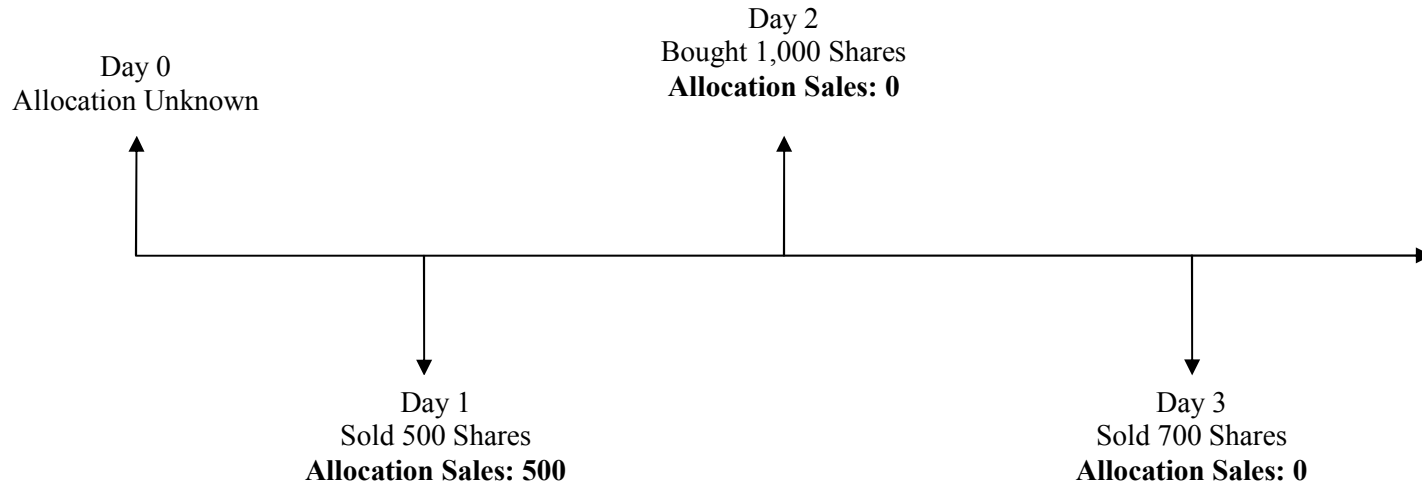 Day 0
Allocation Unknown
Day 2
Bought 1,000 Shares
Allocation Sales: 0
Day 1
Sold 500 Shares
Allocation Sales: 500
Day 3
Sold 700 Shares
Allocation Sales: 0